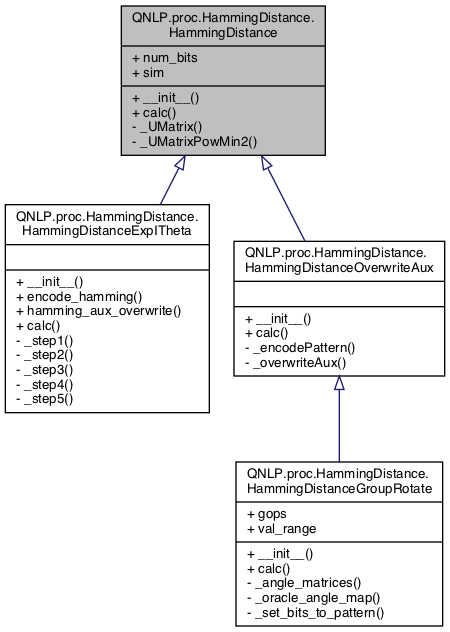 QNLP.proc.HammingDistance.
HammingDistance
+ num_bits
+ sim
+ __init__()
+ calc()
- _UMatrix()
- _UMatrixPowMin2()
QNLP.proc.HammingDistance.
HammingDistanceExpITheta
+ __init__()
+ encode_hamming()
+ hamming_aux_overwrite()
+ calc()
- _step1()
- _step2()
- _step3()
- _step4()
- _step5()
QNLP.proc.HammingDistance.
HammingDistanceOverwriteAux
+ __init__()
+ calc()
- _encodePattern()
- _overwriteAux()
QNLP.proc.HammingDistance.
HammingDistanceGroupRotate
+ gops
+ val_range
+ __init__()
+ calc()
- _angle_matrices()
- _oracle_angle_map()
- _set_bits_to_pattern()